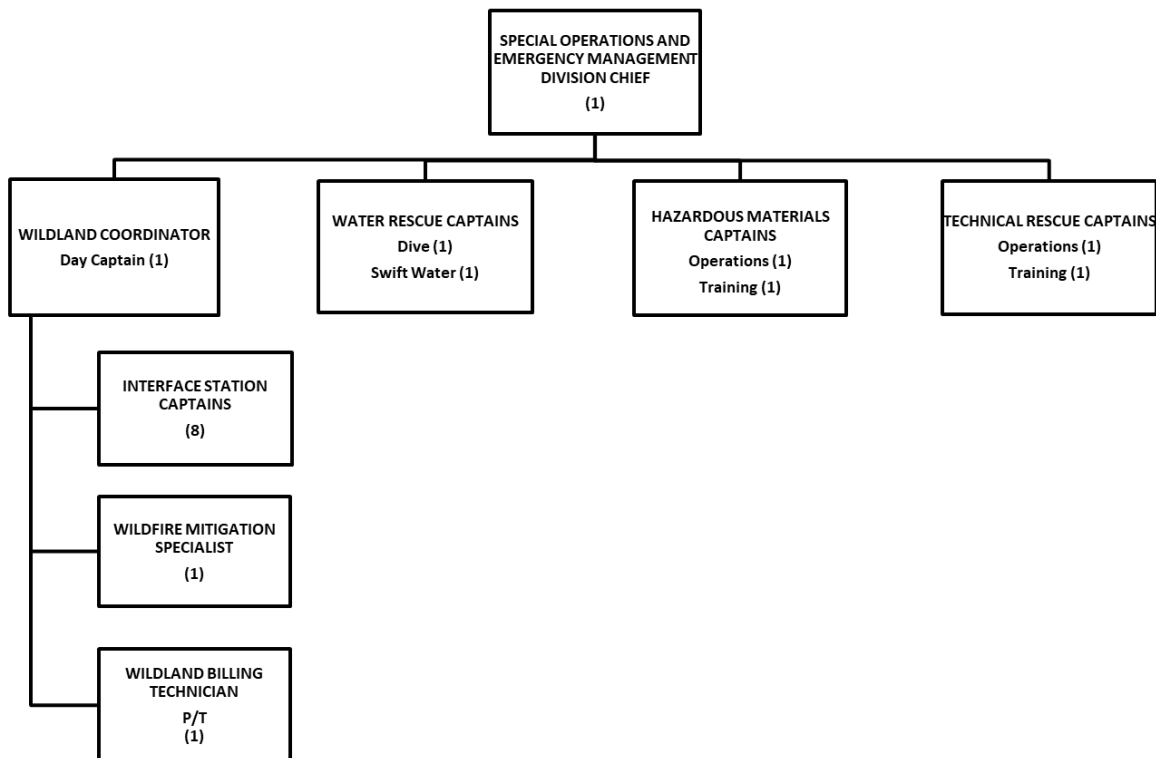 SPECIAL OPERATIONS AND
EMERGENCY MANAGEMENT
DIVISION CHIEF
(1)
WILDLAND COORDINATOR
Day Captain (1)
WATER RESCUE CAPTAINS
Dive (1)
Swift Water (1)
HAZARDOUS MATERIALS
CAPTAINS
Operations (1)
Training (1)
TECHNICAL RESCUE CAPTAINS
Operations (1)
Training (1)
INTERFACE STATION
CAPTAINS
(8)
WILDFIRE MITIGATION
SPECIALIST
(1)
WILDLAND BILLING
TECHNICIAN
P/T
(1)